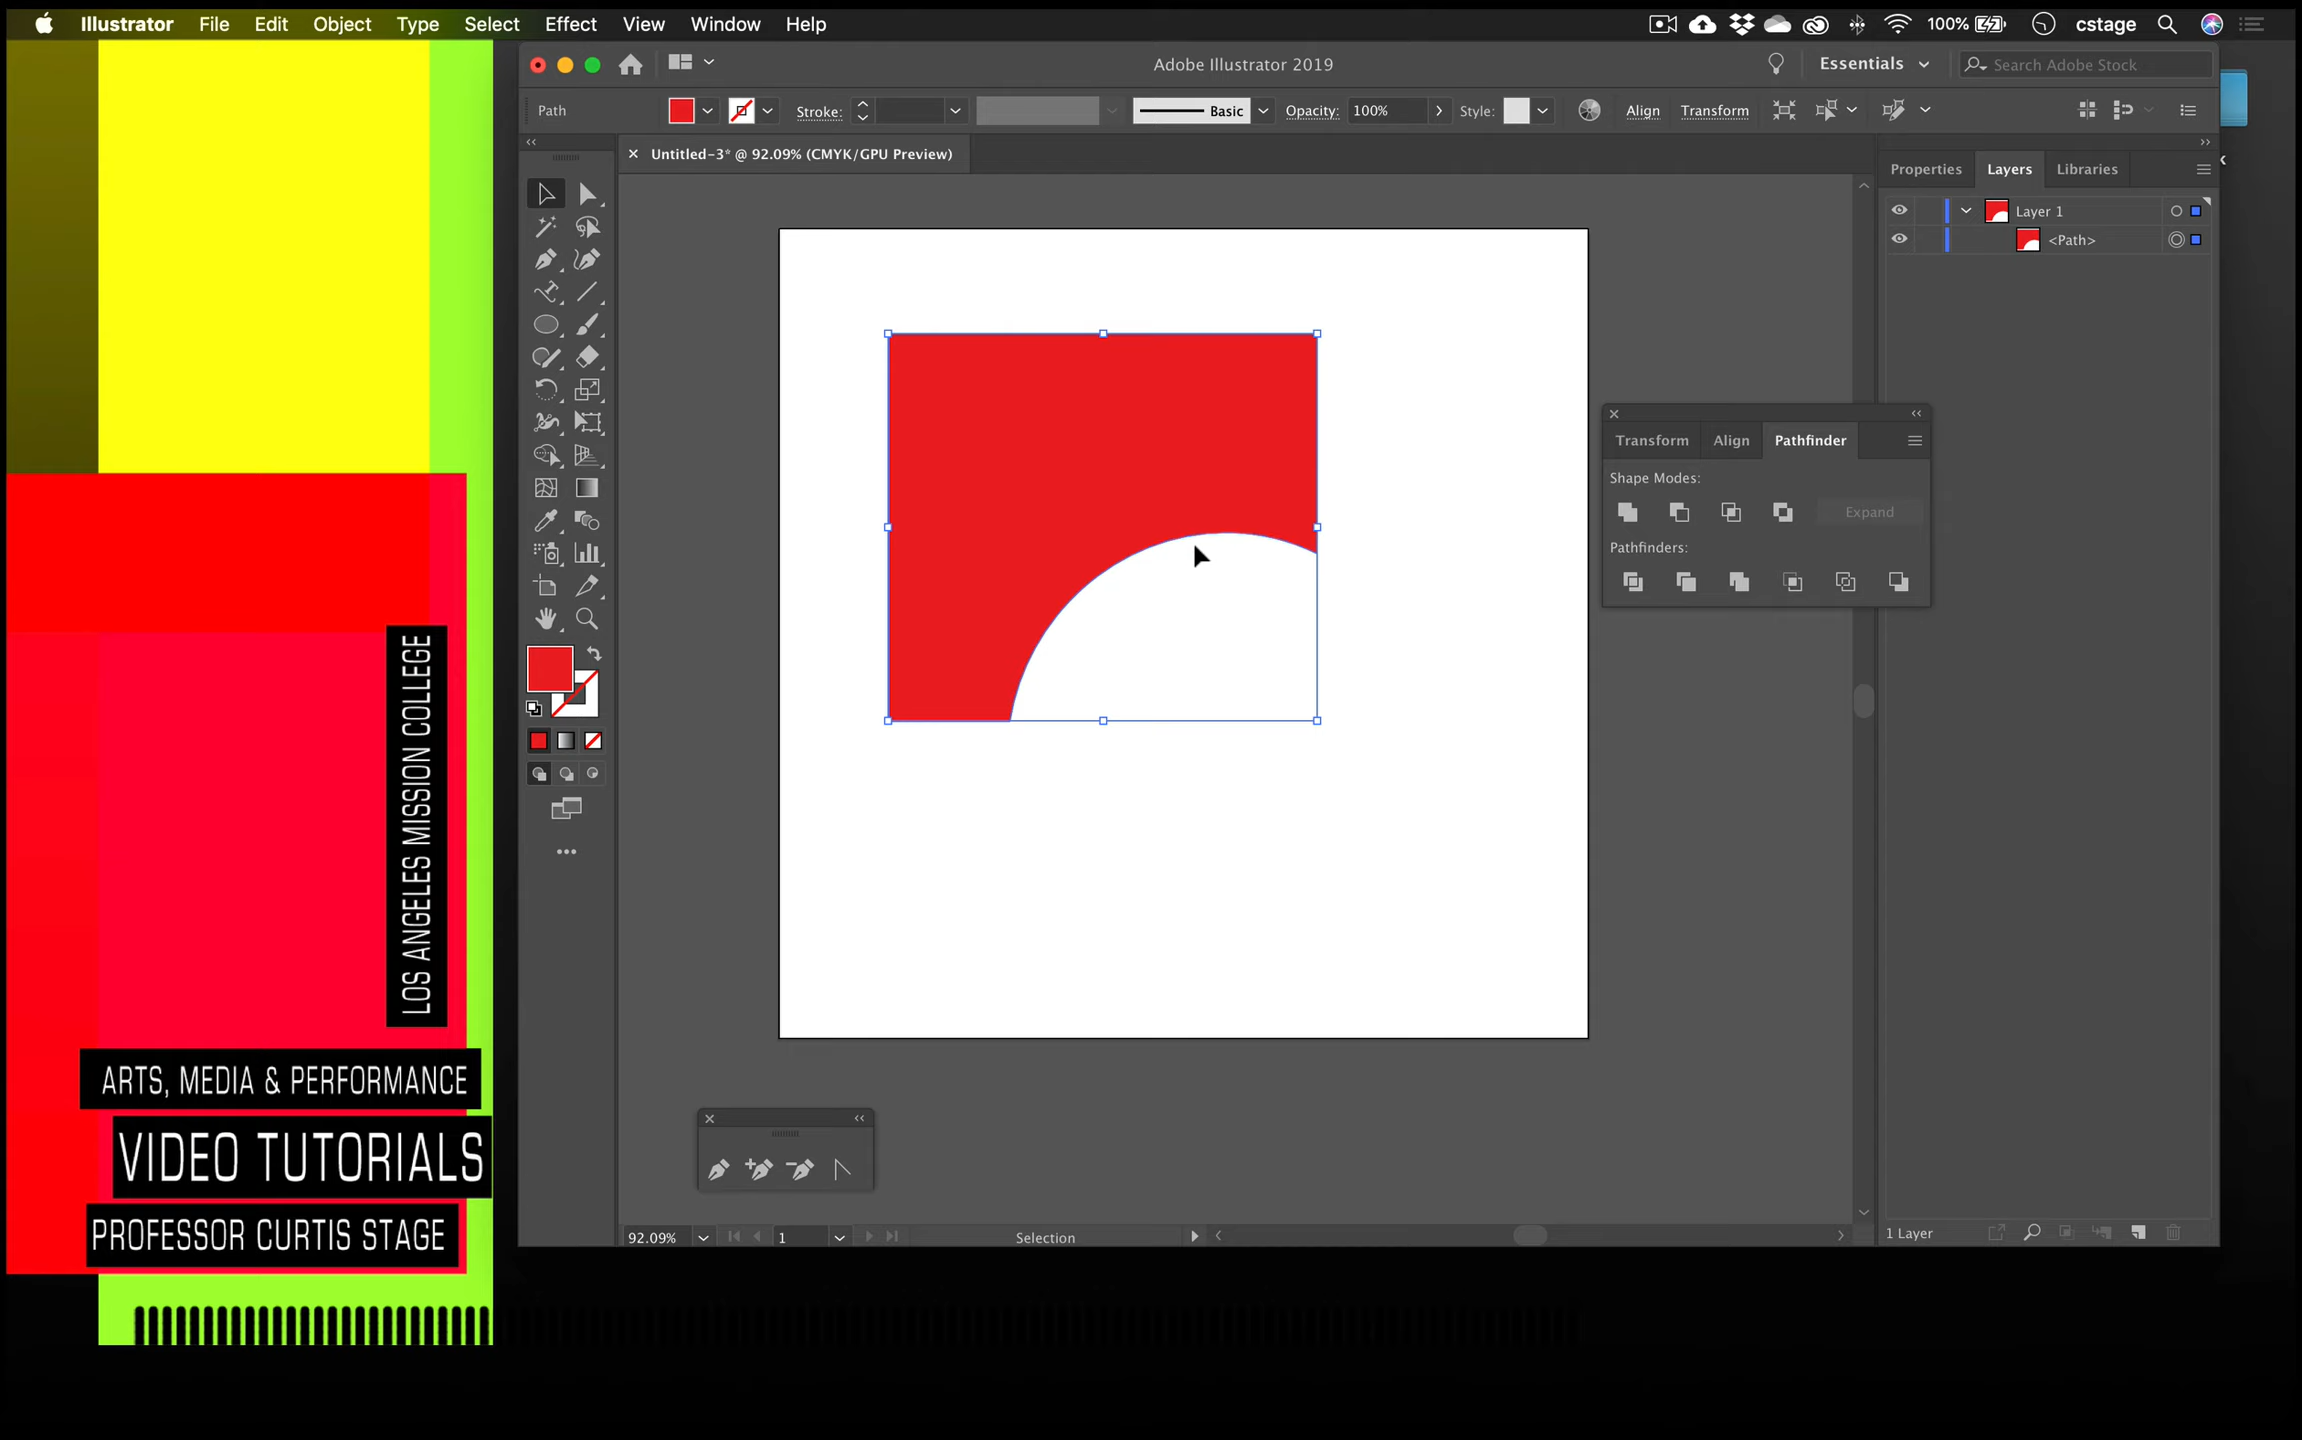 Illustrator File Edit Object Type Select Effect View Window Help
100% cstage
Adobe Illustrator 2019
Essentials
Search Adobe Stock
Path
Stroke:
Basic
Opacity: 100%
Style:
Align
Transform
Untitled-3* @ 92.09% (CMYK/GPU Preview)
Properties Layers Libraries
Layer 1
<Path>
Transform Align Pathfinder
Shape Modes:
Expand
Pathfinders:
LOS ANGELES MISSION COLLEGE
ARTS, MEDIA & PERFORMANCE
VIDEO TUTORIALS
PROFESSOR CURTIS STAGE
92.09% 1 Selection
1 Layer